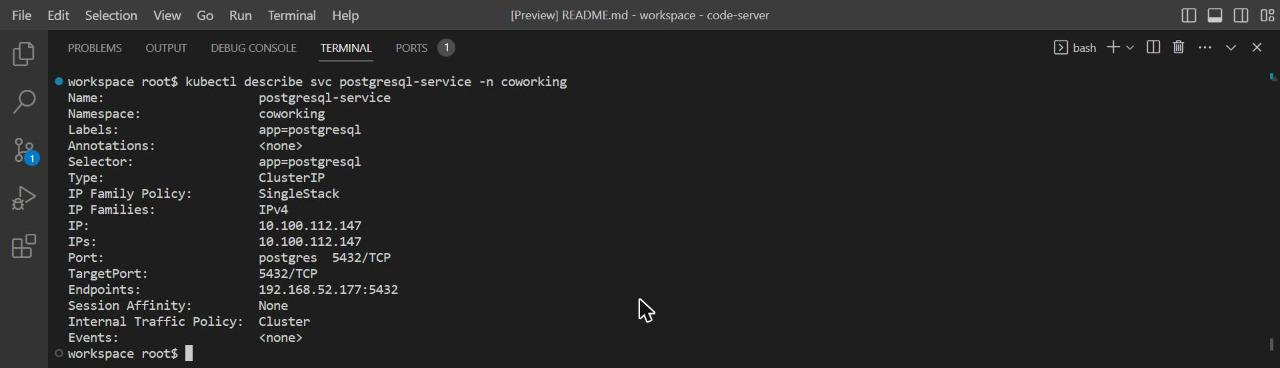 File Edit Selection View Go Run Terminal Help [Preview] README.md - workspace - code-server
PROBLEMS OUTPUT DEBUG CONSOLE TERMINAL PORTS 1 bash
workspace root$ kubectl describe svc postgresql-service -n coworking
Name: postgresql-service
Namespace: coworking
Labels: app=postgresql
Annotations: <none>
Selector: app=postgresql
Type: ClusterIP
IP Family Policy: SingleStack
IP Families: IPv4
IP: 10.100.112.147
IPs: 10.100.112.147
Port: postgres 5432/TCP
TargetPort: 5432/TCP
Endpoints: 192.168.52.177:5432
Session Affinity: None
Internal Traffic Policy: Cluster
Events: <none>
workspace root$
1